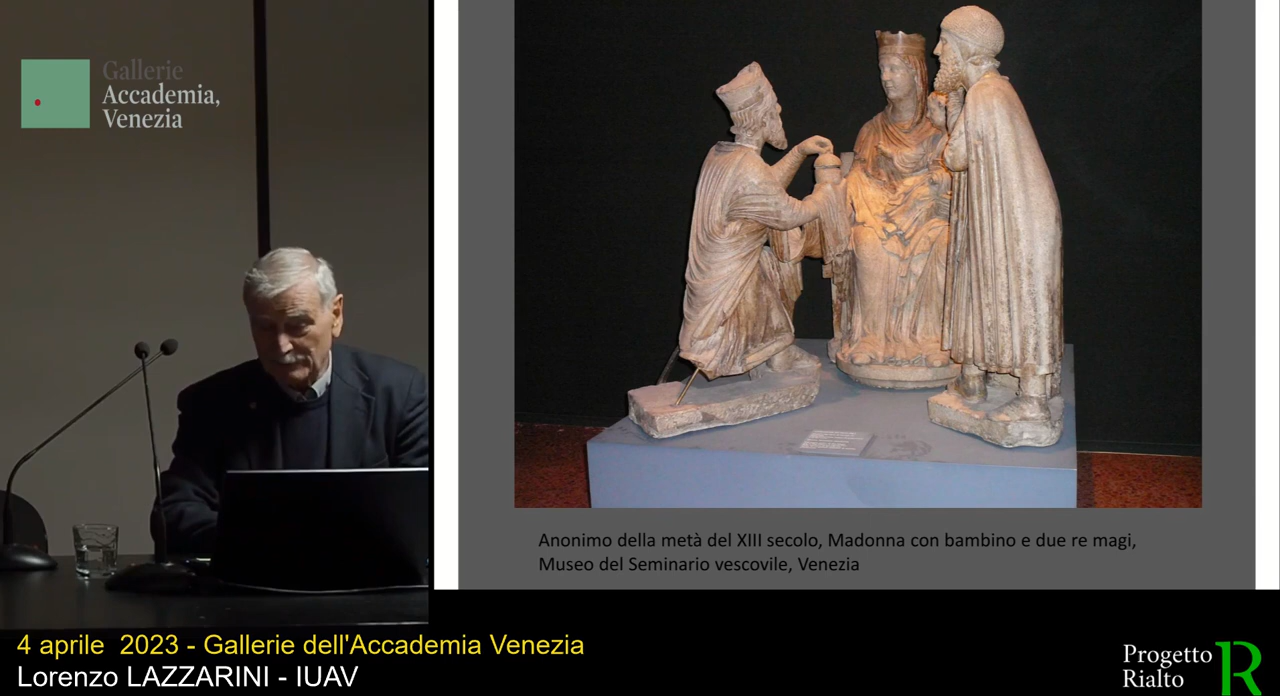 Gallerie
Accademia,
Venezia
Anonimo della metà del XIII secolo, Madonna con bambino e due re magi,
Museo del Seminario vescovile, Venezia
4 aprile  2023 - Gallerie dell'Accademia Venezia
Lorenzo LAZZARINI - IUAV
Progetto
Rialto
R